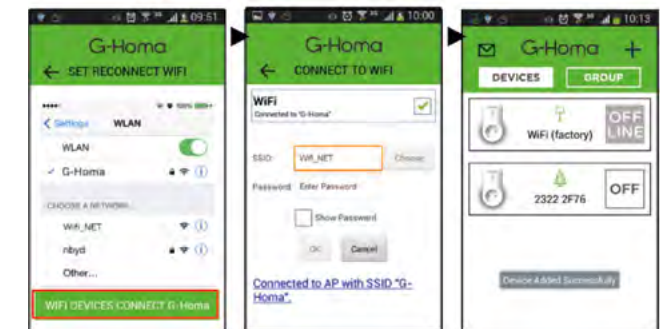 09:51
G-Homa
SET RECONNECT WIFI
100%
Settings WLAN
WLAN
G-Homa
CHOOSE A NETWORK...
Wifi_NET
nbyd
Other...
WIFI DEVICES CONNECT G-Homa
10:00
G-Homa
CONNECT TO WIFI
WiFi
Connected to "G-Homa"
SSID: Wifi_NET Choose
Password: Enter Password
Show Password
OK Cancel
Connected to AP with SSID "G-
Homa".
10:13
G-Homa
DEVICES GROUP
WiFi (factory)
OFF
LINE
2322 2F76 OFF
Device Added Successfully